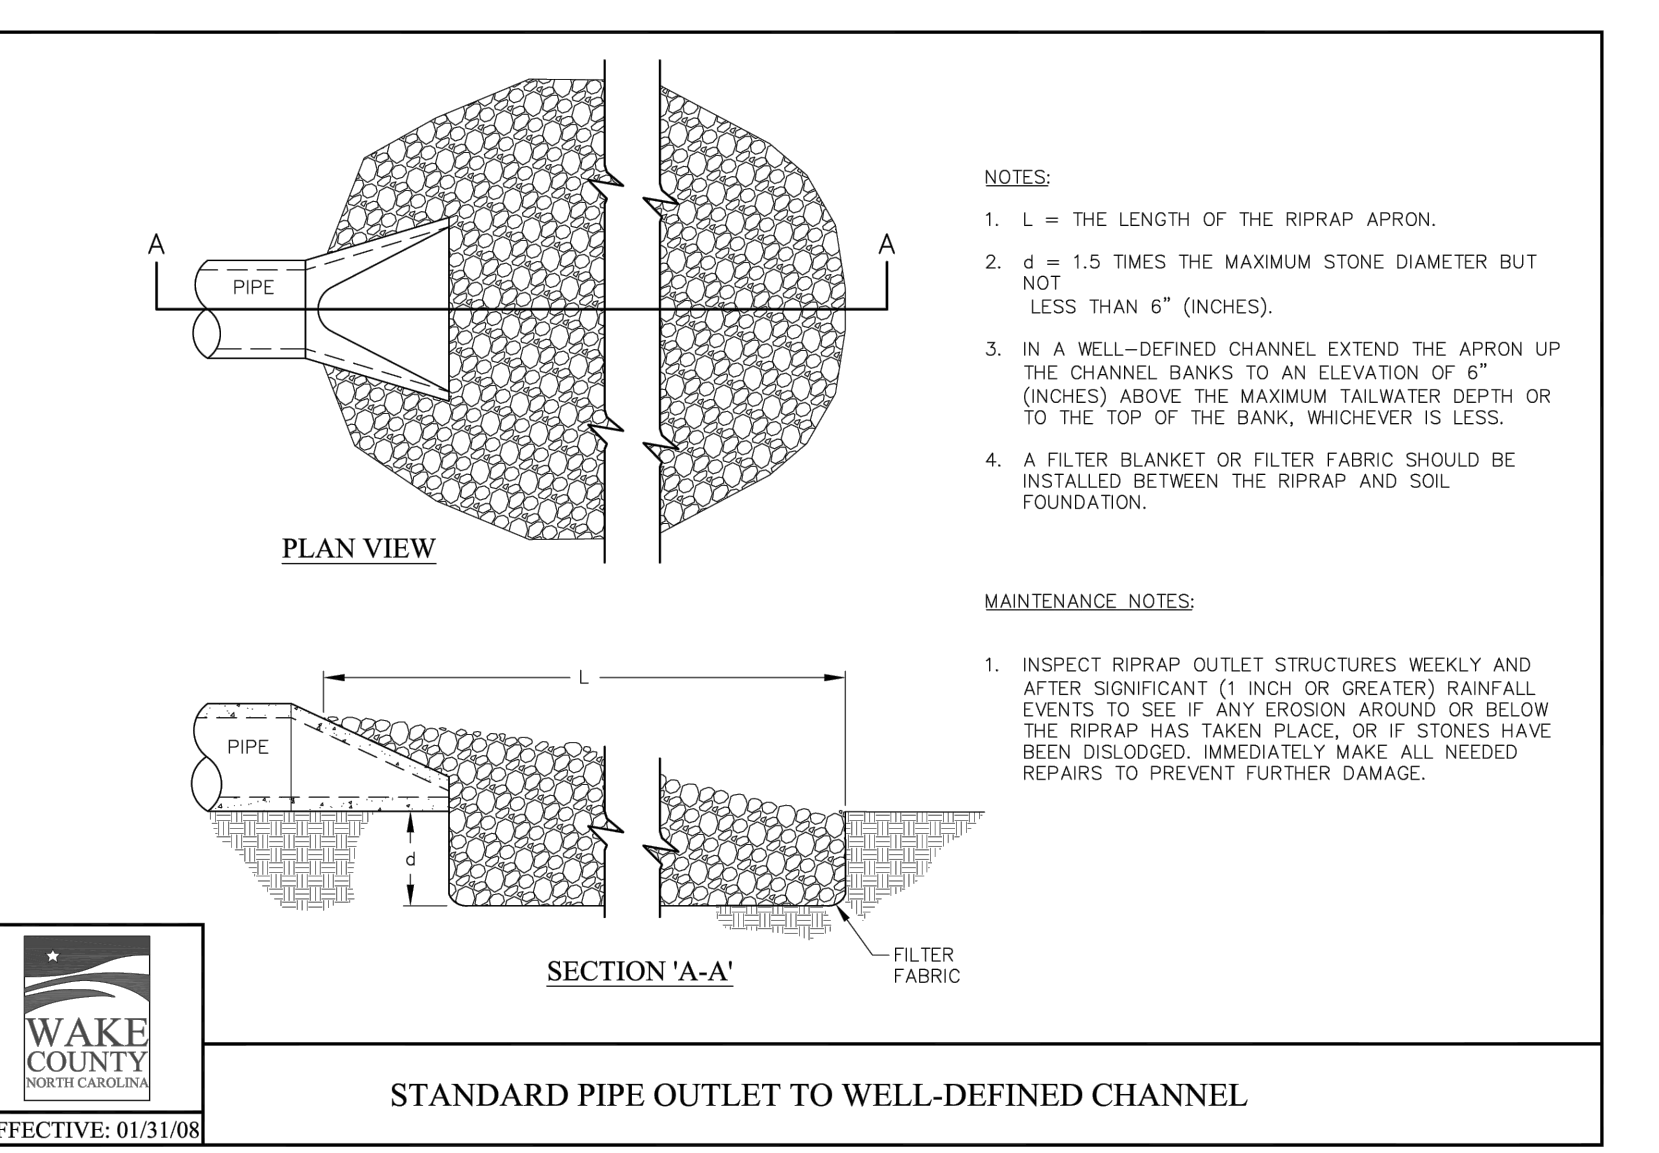 A
A
PIPE
PLAN VIEW
NOTES:
1. L = THE LENGTH OF THE RIPRAP APRON.
2. d = 1.5 TIMES THE MAXIMUM STONE DIAMETER BUT
NOT
LESS THAN 6” (INCHES).
3. IN A WELL–DEFINED CHANNEL EXTEND THE APRON UP
THE CHANNEL BANKS TO AN ELEVATION OF 6”
(INCHES) ABOVE THE MAXIMUM TAILWATER DEPTH OR
TO THE TOP OF THE BANK, WHICHEVER IS LESS.
4. A FILTER BLANKET OR FILTER FABRIC SHOULD BE
INSTALLED BETWEEN THE RIPRAP AND SOIL
FOUNDATION.
MAINTENANCE NOTES:
1. INSPECT RIPRAP OUTLET STRUCTURES WEEKLY AND
AFTER SIGNIFICANT (1 INCH OR GREATER) RAINFALL
EVENTS TO SEE IF ANY EROSION AROUND OR BELOW
THE RIPRAP HAS TAKEN PLACE, OR IF STONES HAVE
BEEN DISLODGED. IMMEDIATELY MAKE ALL NEEDED
REPAIRS TO PREVENT FURTHER DAMAGE.
L
PIPE
d
FILTER
FABRIC
SECTION 'A-A'
WAKE
COUNTY
NORTH CAROLINA
FFECTIVE: 01/31/08
STANDARD PIPE OUTLET TO WELL-DEFINED CHANNEL